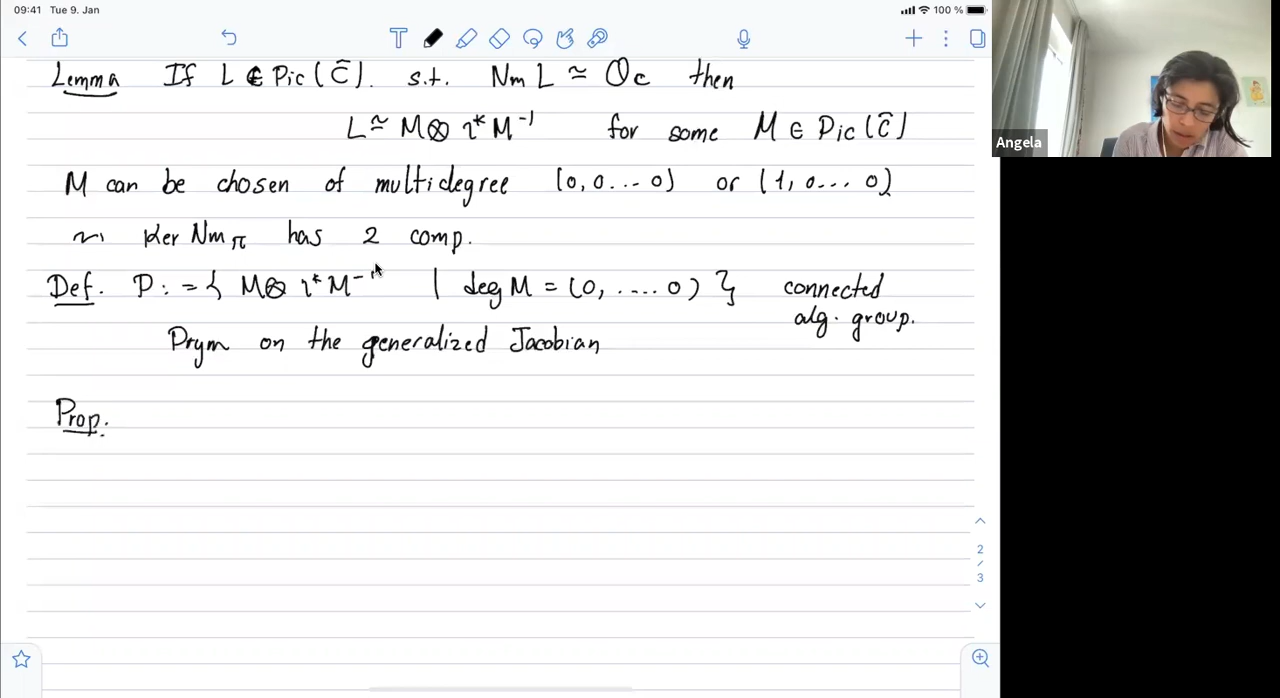 09:41 Tue 9. Jan 100 %
Lemma If L ∈ Pic(C̃). s.t. Nm L ≃ 𝒪c then
L ≃ M ⊗ ι* M⁻¹ for some M ∈ Pic(C̃)
M can be chosen of multidegree (0,0...0) or (1,0...0)
⇝ Ker Nm π has 2 comp.
Def. P := { M ⊗ ι* M⁻¹ | deg M = (0, ....0) } connected
alg. group.
Prym on the generalized Jacobian
Prop.
2
/
3
Angela